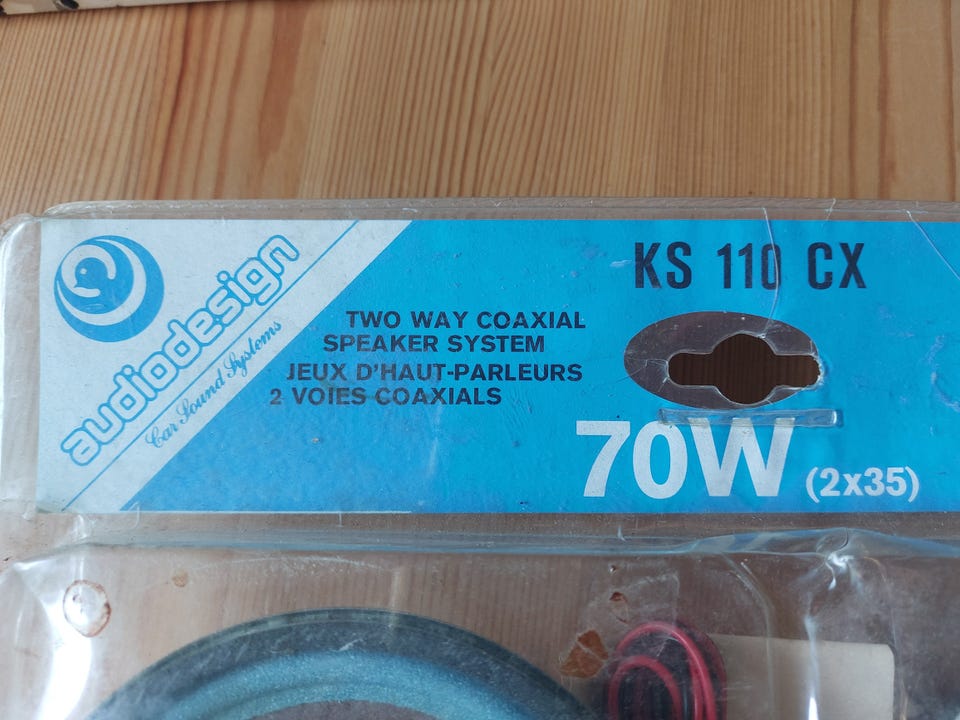 audiodesign
Car Sound Systems
KS 110 CX
TWO WAY COAXIAL
SPEAKER SYSTEM
JEUX D'HAUT-PARLEURS
2 VOIES COAXIALS
70W (2x35)